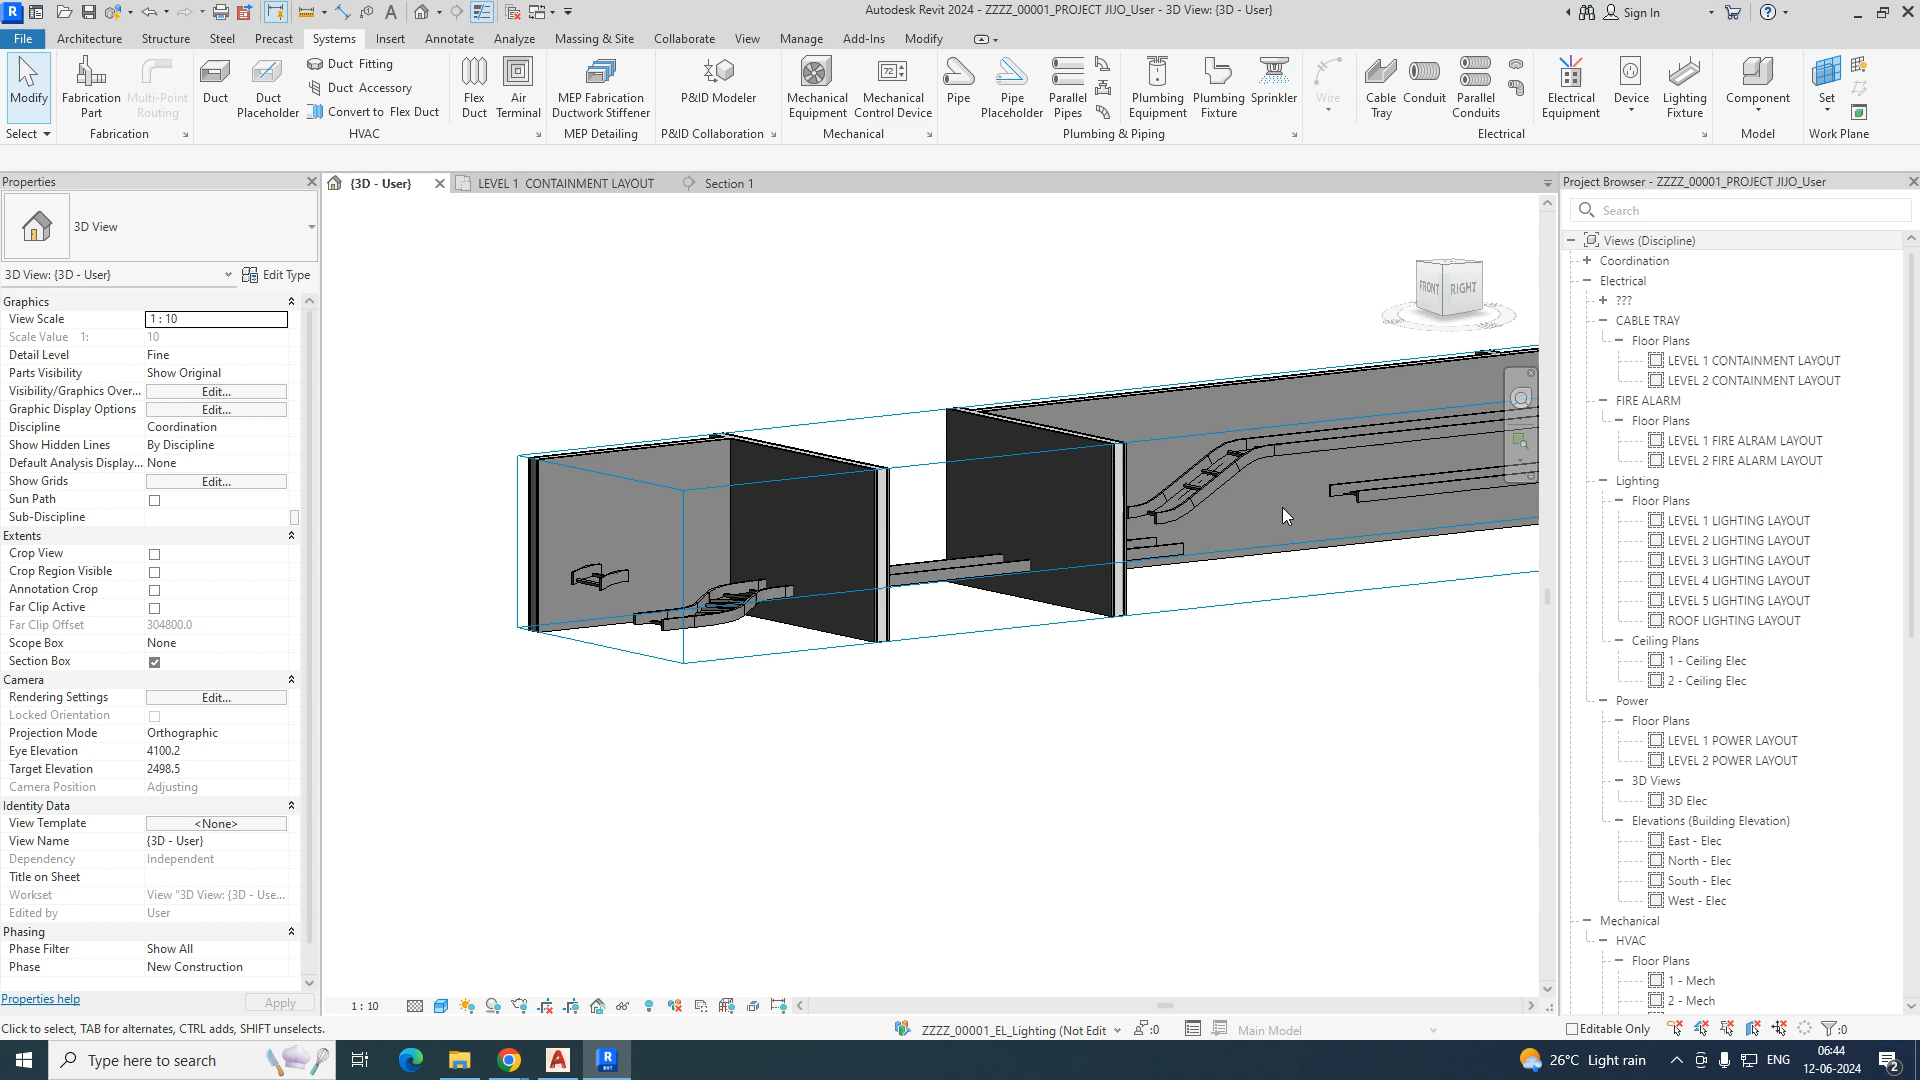 Autodesk Revit 2024 - ZZZZ_00001_PROJECT JIJO_User - 3D View: {3D - User}
Sign In
File Architecture Structure Steel Precast Systems Insert Annotate Analyze Massing & Site Collaborate View Manage Add-Ins Modify
Modify
Select
Fabrication Part
Multi-Point Routing
Fabrication
Duct
Duct Placeholder
Duct Fitting
Duct Accessory
Convert to Flex Duct
Flex Duct
Air Terminal
HVAC
MEP Fabrication Ductwork Stiffener
MEP Detailing
P&ID Modeler
P&ID Collaboration
Mechanical Equipment
Mechanical Control Device
Mechanical
Pipe
Pipe Placeholder
Parallel Pipes
Plumbing Equipment
Plumbing Fixture
Sprinkler
Plumbing & Piping
Wire
Cable Tray
Conduit
Parallel Conduits
Electrical Equipment
Device
Lighting Fixture
Electrical
Component
Model
Set
Work Plane
Properties
3D View
3D View: {3D - User}
Edit Type
Graphics
View Scale 1 : 10
Scale Value 1: 10
Detail Level Fine
Parts Visibility Show Original
Visibility/Graphics Over... Edit...
Graphic Display Options Edit...
Discipline Coordination
Show Hidden Lines By Discipline
Default Analysis Display... None
Show Grids Edit...
Sun Path
Sub-Discipline
Extents
Crop View
Crop Region Visible
Annotation Crop
Far Clip Active
Far Clip Offset 304800.0
Scope Box None
Section Box
Camera
Rendering Settings Edit...
Locked Orientation
Projection Mode Orthographic
Eye Elevation 4100.2
Target Elevation 2498.5
Camera Position Adjusting
Identity Data
View Template <None>
View Name {3D - User}
Dependency Independent
Title on Sheet
Workset View "3D View: {3D - Use...
Edited by User
Phasing
Phase Filter Show All
Phase New Construction
Properties help
Apply
{3D - User}
LEVEL 1 CONTAINMENT LAYOUT
Section 1
FRONT
RIGHT
1 : 10
Project Browser - ZZZZ_00001_PROJECT JIJO_User
Search
Views (Discipline)
Coordination
Electrical
???
CABLE TRAY
Floor Plans
LEVEL 1 CONTAINMENT LAYOUT
LEVEL 2 CONTAINMENT LAYOUT
FIRE ALARM
Floor Plans
LEVEL 1 FIRE ALRAM LAYOUT
LEVEL 2 FIRE ALARM LAYOUT
Lighting
Floor Plans
LEVEL 1 LIGHTING LAYOUT
LEVEL 2 LIGHTING LAYOUT
LEVEL 3 LIGHTING LAYOUT
LEVEL 4 LIGHTING LAYOUT
LEVEL 5 LIGHTING LAYOUT
ROOF LIGHTING LAYOUT
Ceiling Plans
1 - Ceiling Elec
2 - Ceiling Elec
Power
Floor Plans
LEVEL 1 POWER LAYOUT
LEVEL 2 POWER LAYOUT
3D Views
3D Elec
Elevations (Building Elevation)
East - Elec
North - Elec
South - Elec
West - Elec
Mechanical
HVAC
Floor Plans
1 - Mech
2 - Mech
Click to select, TAB for alternates, CTRL adds, SHIFT unselects.
ZZZZ_00001_EL_Lighting (Not Edit
:0
Main Model
Editable Only
:0
Type here to search
26°C Light rain
ENG
06:44
12-06-2024
2